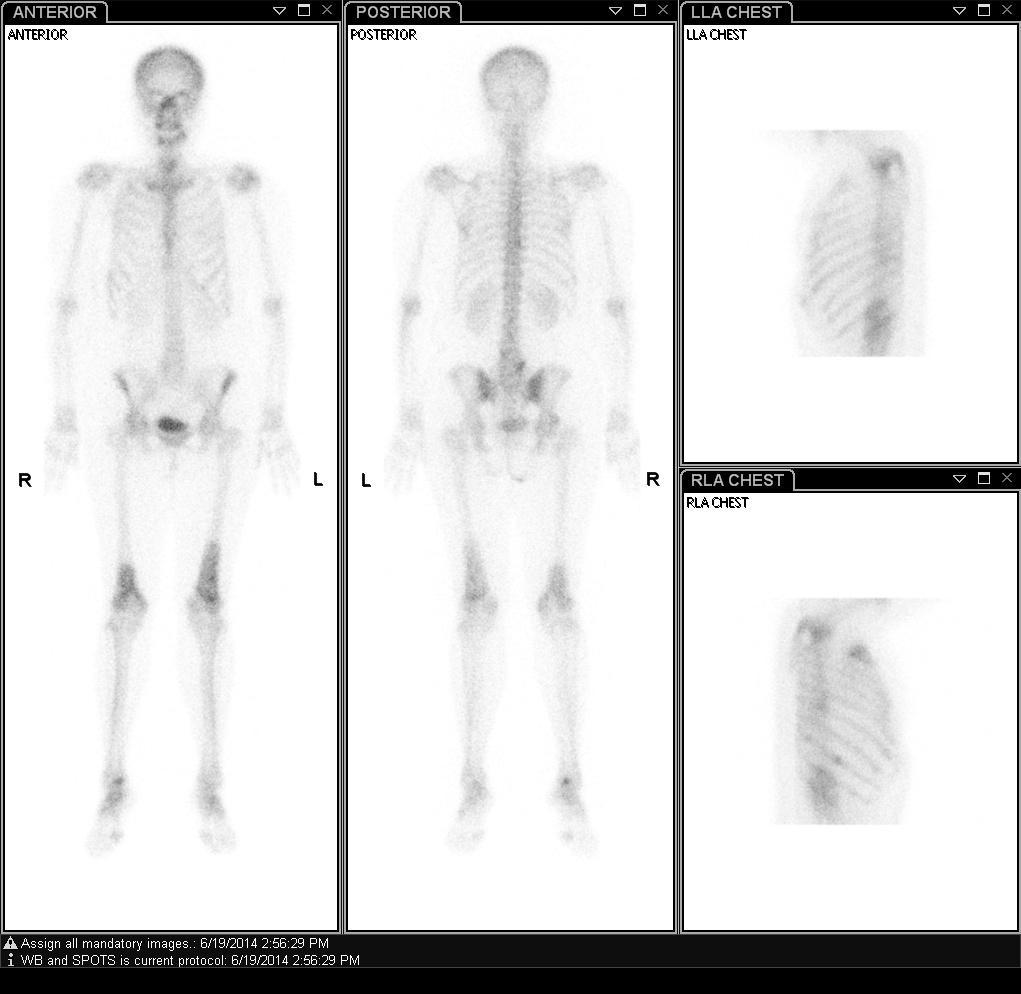 ANTERIOR
ANTERIOR
R
L
POSTERIOR
POSTERIOR
L
R
LLA CHEST
LLA CHEST
RLA CHEST
RLA CHEST
Assign all mandatory images.: 6/19/2014 2:56:29 PM
WB and SPOTS is current protocol: 6/19/2014 2:56:29 PM